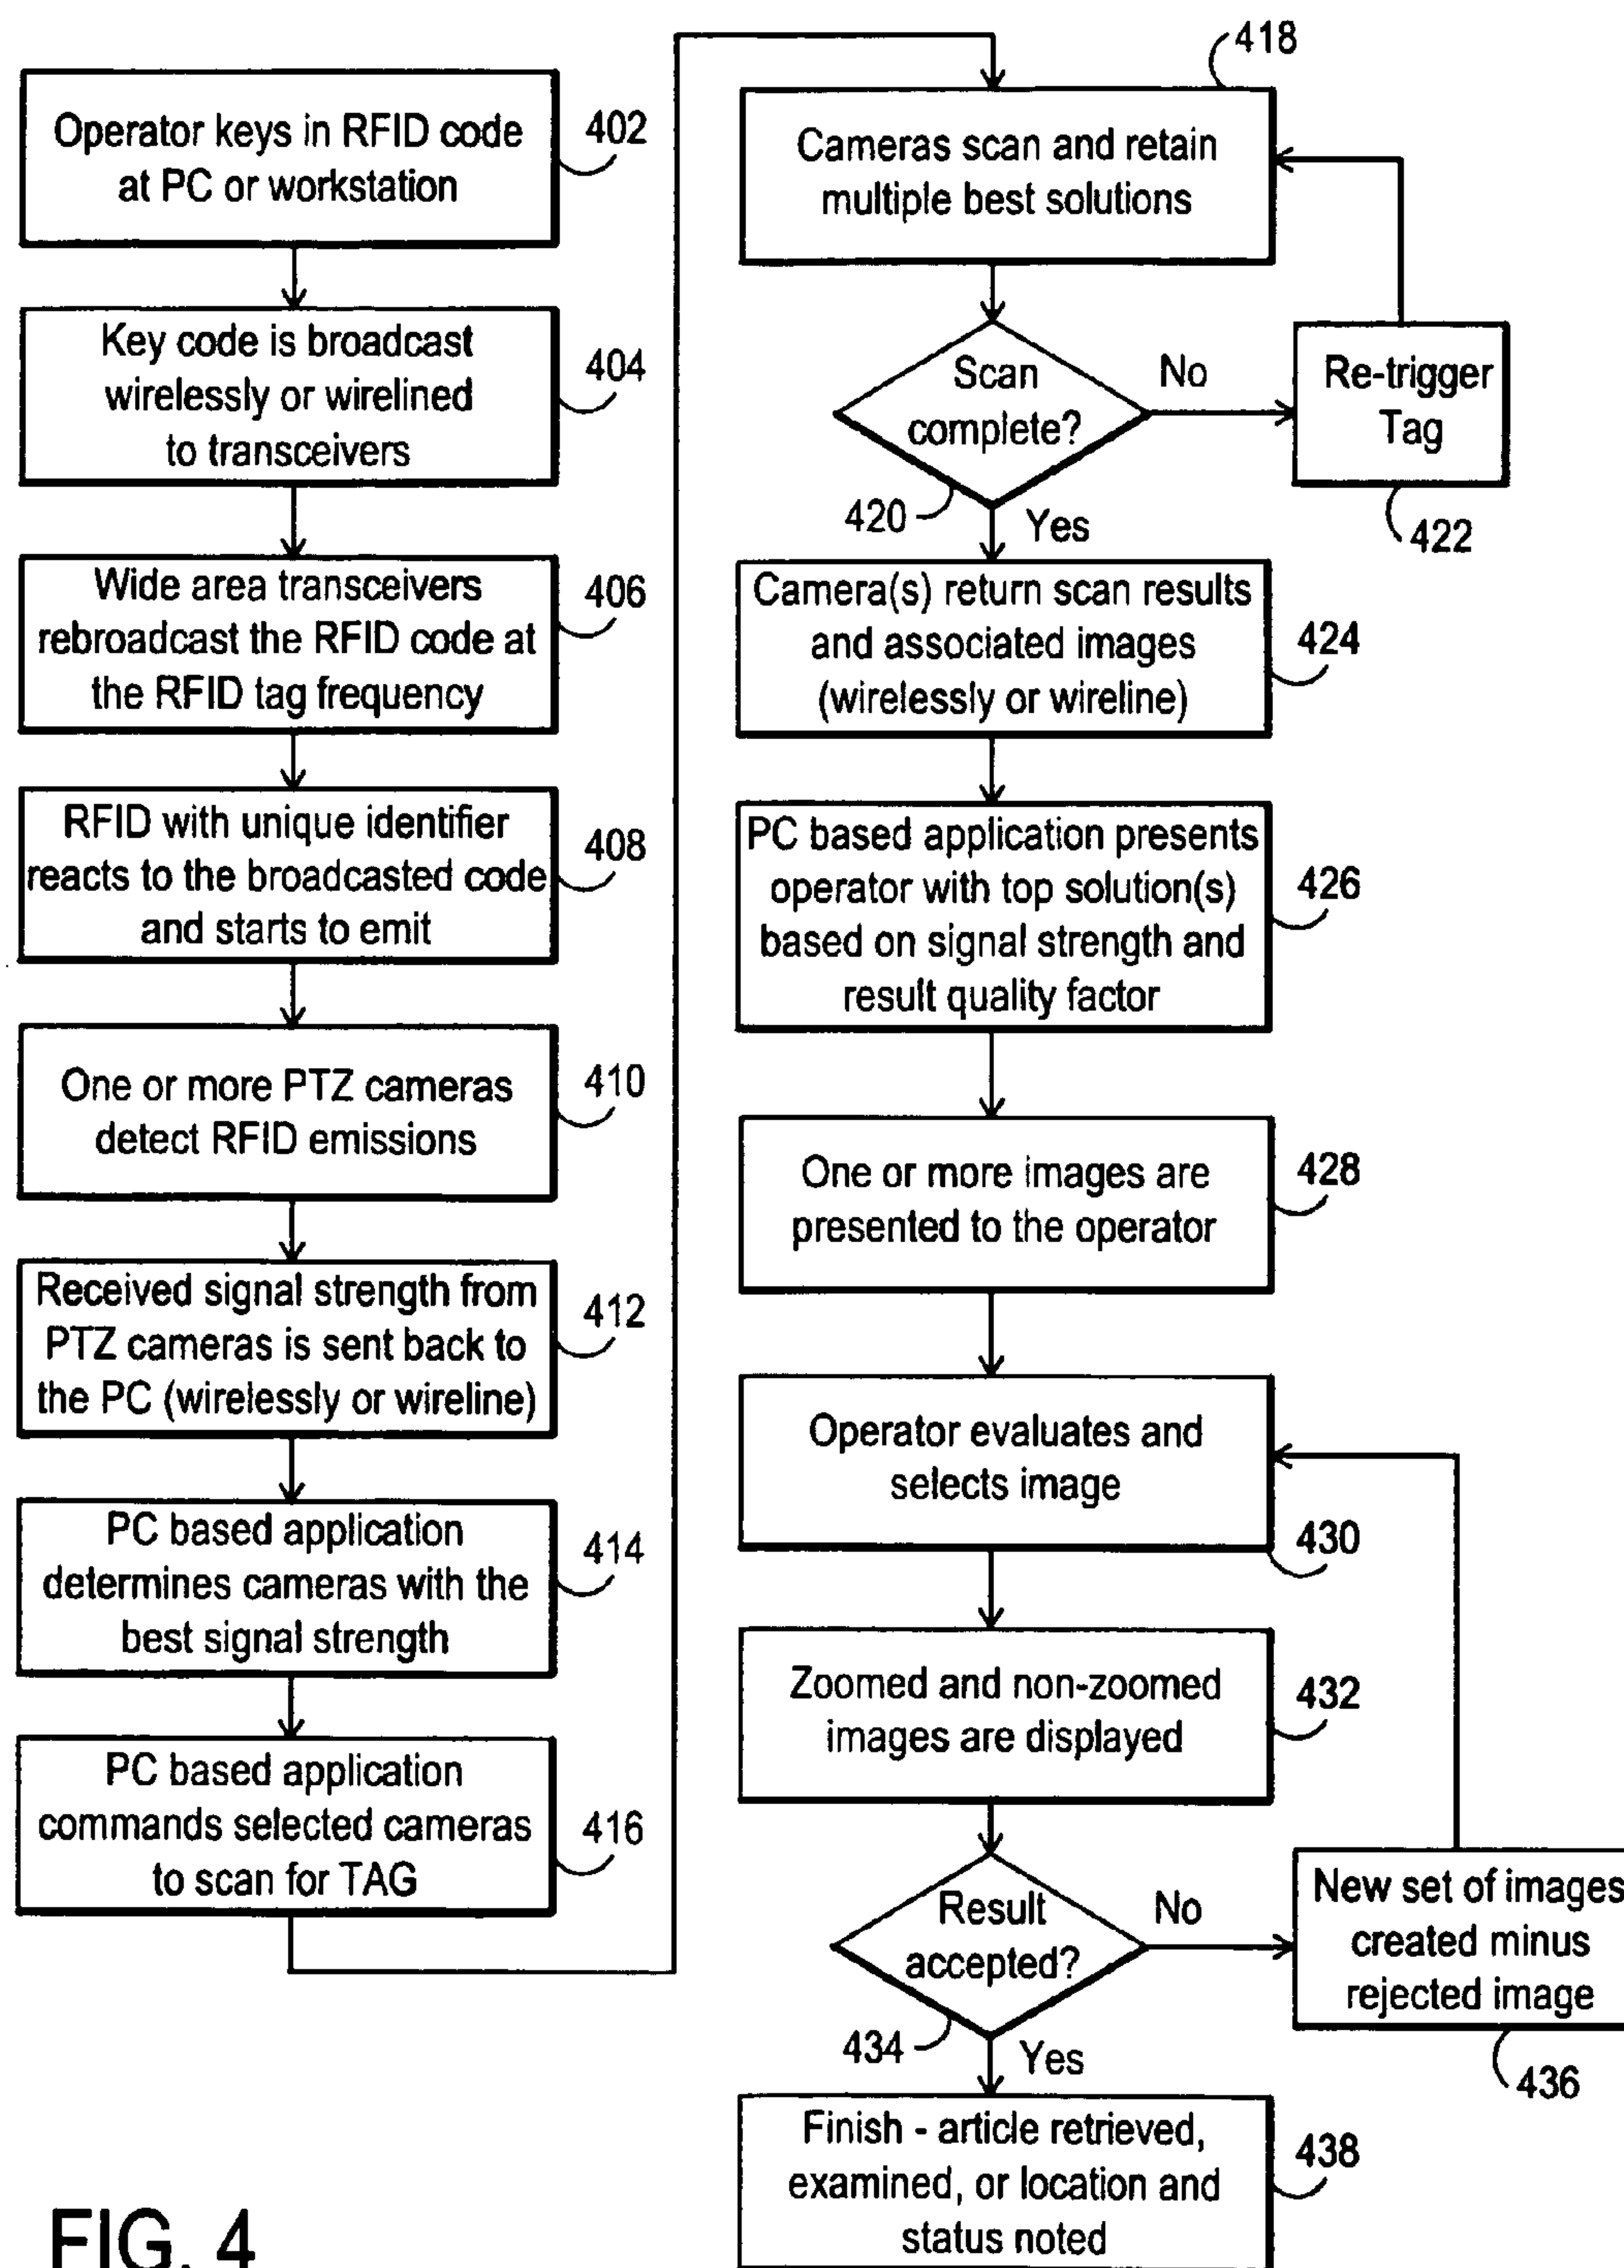 Operator keys in RFID code
at PC or workstation
402
Key code is broadcast
wirelessly or wirelined
to transceivers
404
Wide area transceivers
rebroadcast the RFID code at
the RFID tag frequency
406
RFID with unique identifier
reacts to the broadcasted code
and starts to emit
408
One or more PTZ cameras
detect RFID emissions
410
Received signal strength from
PTZ cameras is sent back to
the PC (wirelessly or wireline)
412
PC based application
determines cameras with the
best signal strength
414
PC based application
commands selected cameras
to scan for TAG
416
418
Cameras scan and retain
multiple best solutions
Scan
complete?
420
No
Re-trigger
Tag
422
Yes
Camera(s) return scan results
and associated images
(wirelessly or wireline)
424
PC based application presents
operator with top solution(s)
based on signal strength and
result quality factor
426
One or more images are
presented to the operator
428
Operator evaluates and
selects image
430
Zoomed and non-zoomed
images are displayed
432
Result
accepted?
434
No
New set of images
created minus
rejected image
436
Yes
Finish - article retrieved,
examined, or location and
status noted
438
FIG. 4